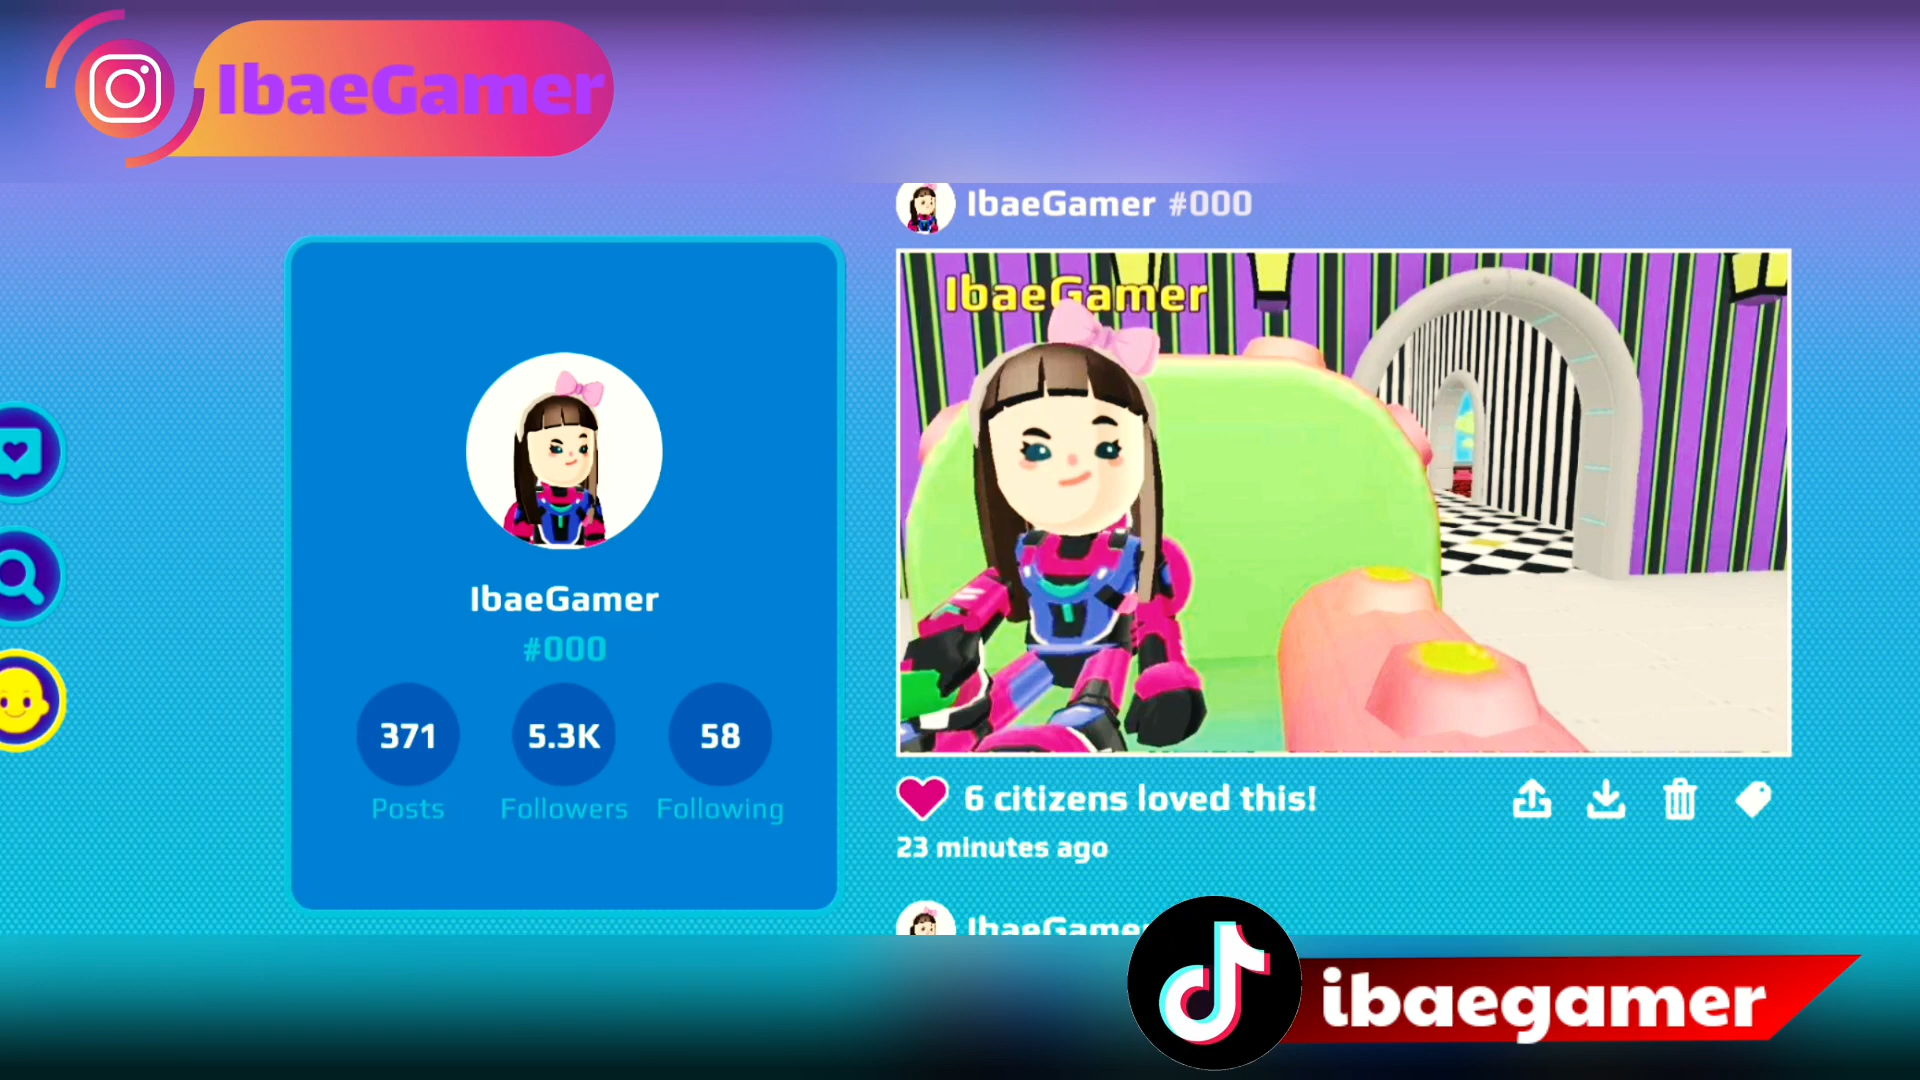 IbaeGamer
IbaeGamer #000
IbaeGamer
IbaeGamer
#000
371
5.3K
58
Posts
Followers
Following
6 citizens loved this!
23 minutes ago
IbaeGamer
ibaegamer